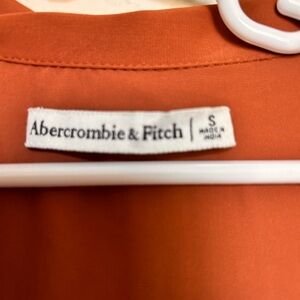 Abercrombie & Fitch
S
MADE IN
INDIA